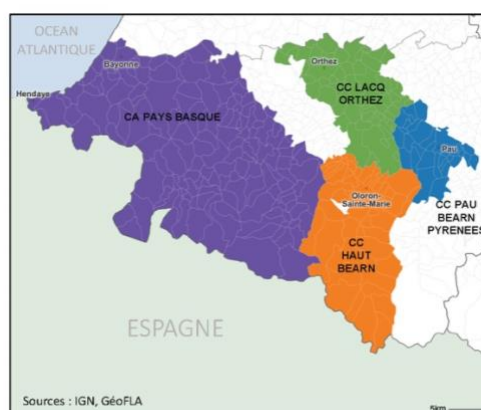 OCEAN
ATLANTIQUE
Bayonne
Hendaye
Orthez
CC LACQ
ORTHEZ
CA PAYS BASQUE
Pau
Oloron-
Sainte-Marie
CC PAU
BEARN
PYRENEES
CC
HAUT
BEARN
ESPAGNE
Sources : IGN, GéoFLA
5km